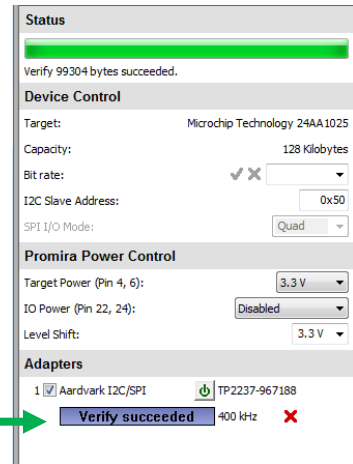 Status
Verify 99304 bytes succeeded.
Device Control
Target: Microchip Technology 24AA1025
Capacity: 128 Kilobytes
Bit rate:
I2C Slave Address: 0x50
SPI I/O Mode: Quad
Promira Power Control
Target Power (Pin 4, 6): 3.3 V
IO Power (Pin 22, 24): Disabled
Level Shift: 3.3 V
Adapters
1 Aardvark I2C/SPI TP2237-967188
Verify succeeded 400 kHz